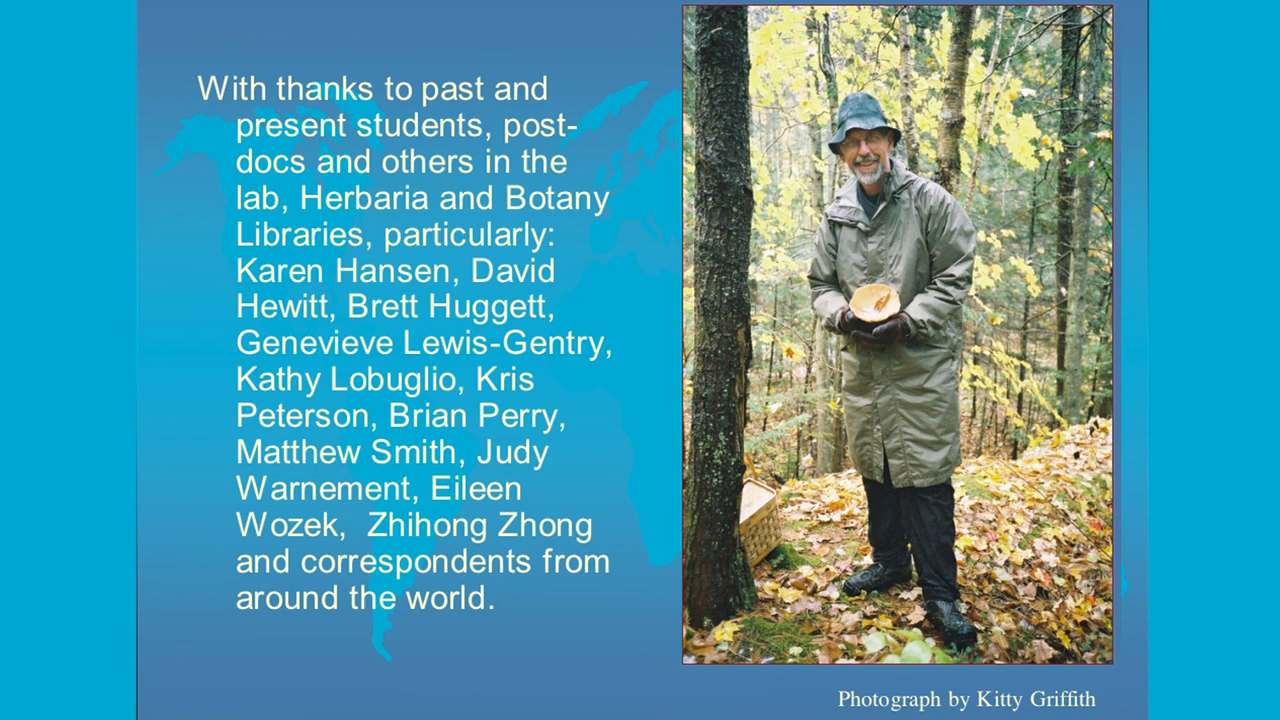 With thanks to past and
present students, post-
docs and others in the
lab, Herbaria and Botany
Libraries, particularly:
Karen Hansen, David
Hewitt, Brett Huggett,
Genevieve Lewis-Gentry,
Kathy Lobuglio, Kris
Peterson, Brian Perry,
Matthew Smith, Judy
Warnement, Eileen
Wozek,  Zhihong Zhong
and correspondents from
around the world.
Photograph by Kitty Griffith